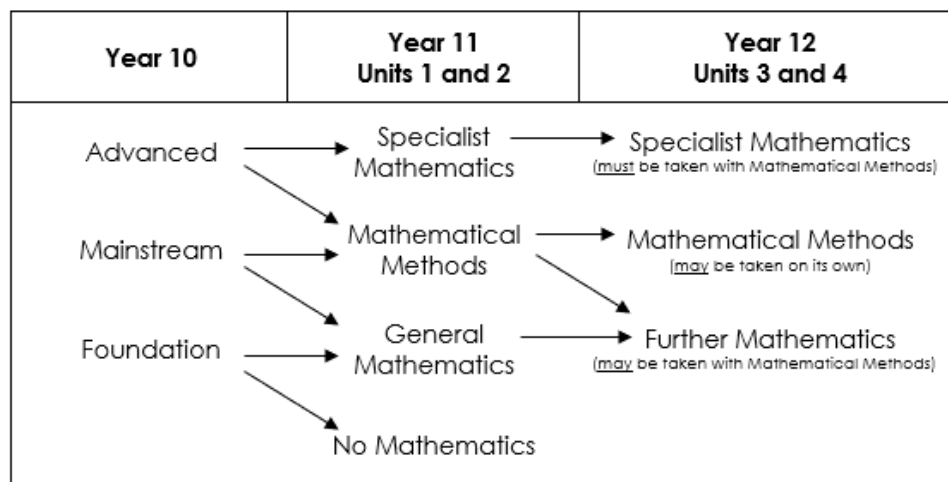 Year 10
Year 11
Units 1 and 2
Year 12
Units 3 and 4
Advanced
Specialist
Mathematics
Specialist Mathematics
(must be taken with Mathematical Methods)
Mainstream
Mathematical
Methods
Mathematical Methods
(may be taken on its own)
Foundation
General
Mathematics
Further Mathematics
(may be taken with Mathematical Methods)
No Mathematics